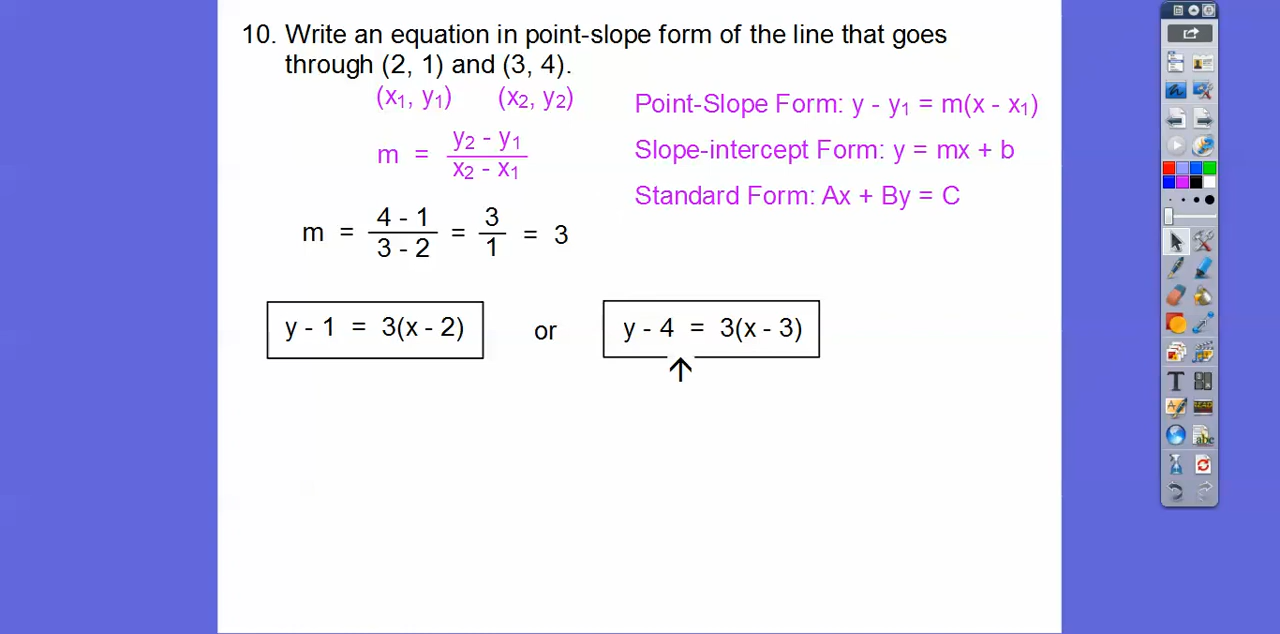 10. Write an equation in point-slope form of the line that goes
through (2, 1) and (3, 4).
(x₁, y₁) (x₂, y₂)
Point-Slope Form: y - y₁ = m(x - x₁)
m = y₂ - y₁ / x₂ - x₁
Slope-intercept Form: y = mx + b
Standard Form: Ax + By = C
m = 4 - 1 / 3 - 2 = 3 / 1 = 3
y - 1 = 3(x - 2) or y - 4 = 3(x - 3)